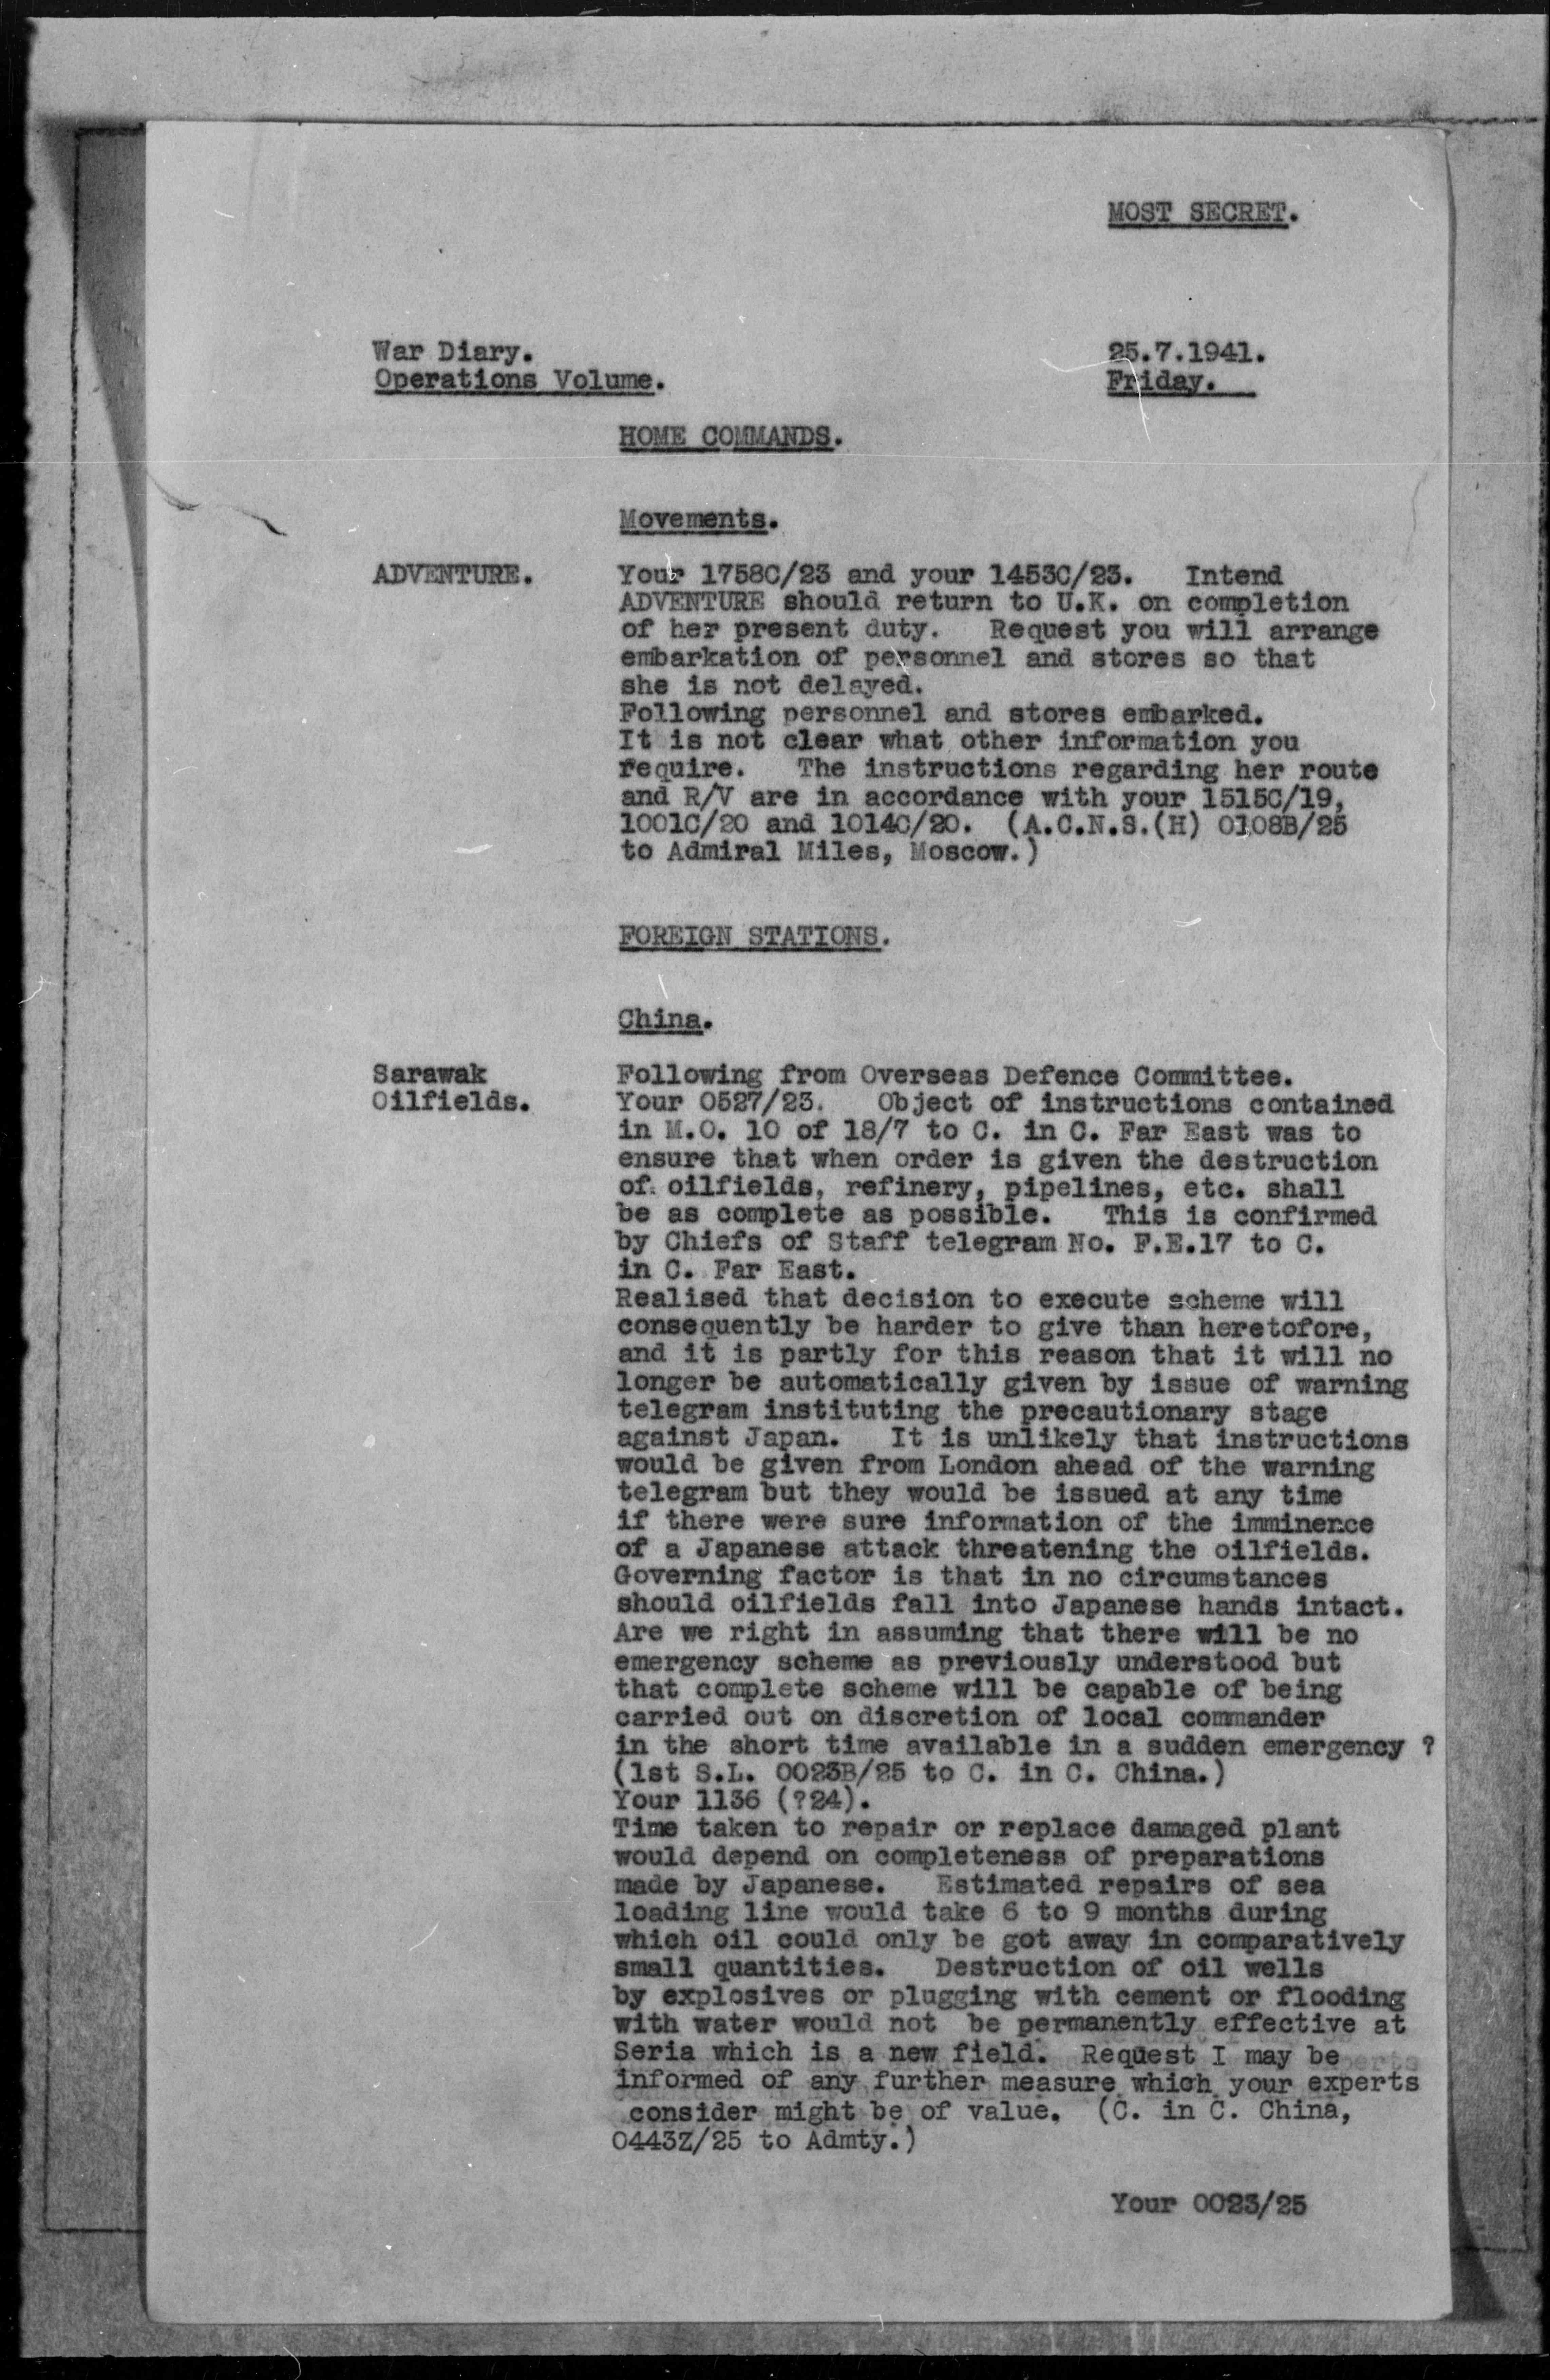 MOST SECRET.
War Diary.
Operations Volume.
25.7.1941.
Friday.
HOME COMMANDS.
Movements.
ADVENTURE.
Your 1758C/23 and your 1453C/23. Intend
ADVENTURE should return to U.K. on completion
of her present duty. Request you will arrange
embarkation of personnel and stores so that
she is not delayed.
Following personnel and stores embarked.
It is not clear what other information you
require. The instructions regarding her route
and R/V are in accordance with your 1515C/19,
1001C/20 and 1014C/20. (A.C.N.S.(H) 0108B/25
to Admiral Miles, Moscow.)
FOREIGN STATIONS.
China.
Sarawak
Oilfields.
Following from Overseas Defence Committee.
Your 0527/23. Object of instructions contained
in M.O. 10 of 18/7 to C. in C. Far East was to
ensure that when order is given the destruction
of oilfields, refinery, pipelines, etc. shall
be as complete as possible. This is confirmed
by Chiefs of Staff telegram No. F.E.17 to C.
in C. Far East.
Realised that decision to execute scheme will
consequently be harder to give than heretofore,
and it is partly for this reason that it will no
longer be automatically given by issue of warning
telegram instituting the precautionary stage
against Japan. It is unlikely that instructions
would be given from London ahead of the warning
telegram but they would be issued at any time
if there were sure information of the imminence
of a Japanese attack threatening the oilfields.
Governing factor is that in no circumstances
should oilfields fall into Japanese hands intact.
Are we right in assuming that there will be no
emergency scheme as previously understood but
that complete scheme will be capable of being
carried out on discretion of local commander
in the short time available in a sudden emergency ?
(1st S.L. 0023B/25 to C. in C. China.)
Your 1136 (?24).
Time taken to repair or replace damaged plant
would depend on completeness of preparations
made by Japanese. Estimated repairs of sea
loading line would take 6 to 9 months during
which oil could only be got away in comparatively
small quantities. Destruction of oil wells
by explosives or plugging with cement or flooding
with water would not be permanently effective at
Seria which is a new field. Request I may be
informed of any further measure which your experts
consider might be of value. (C. in C. China,
0443Z/25 to Admty.)
Your 0023/25